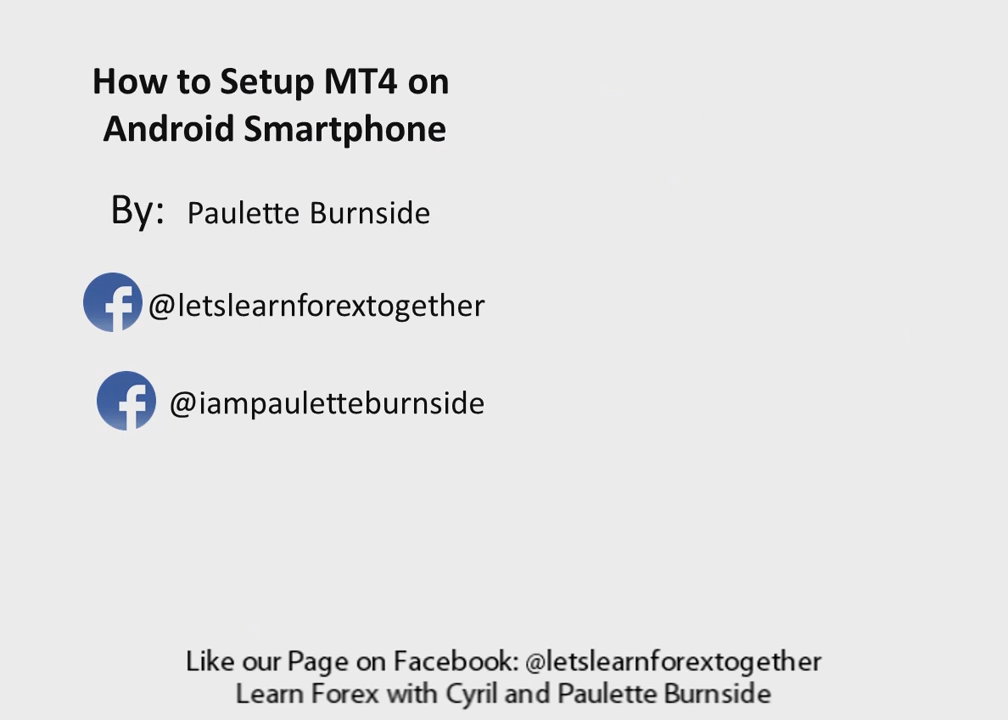 How to Setup MT4 on
Android Smartphone
By: Paulette Burnside
@letslearnforextogether
@iampauletteburnside
Like our Page on Facebook: @letslearnforextogether
Learn Forex with Cyril and Paulette Burnside